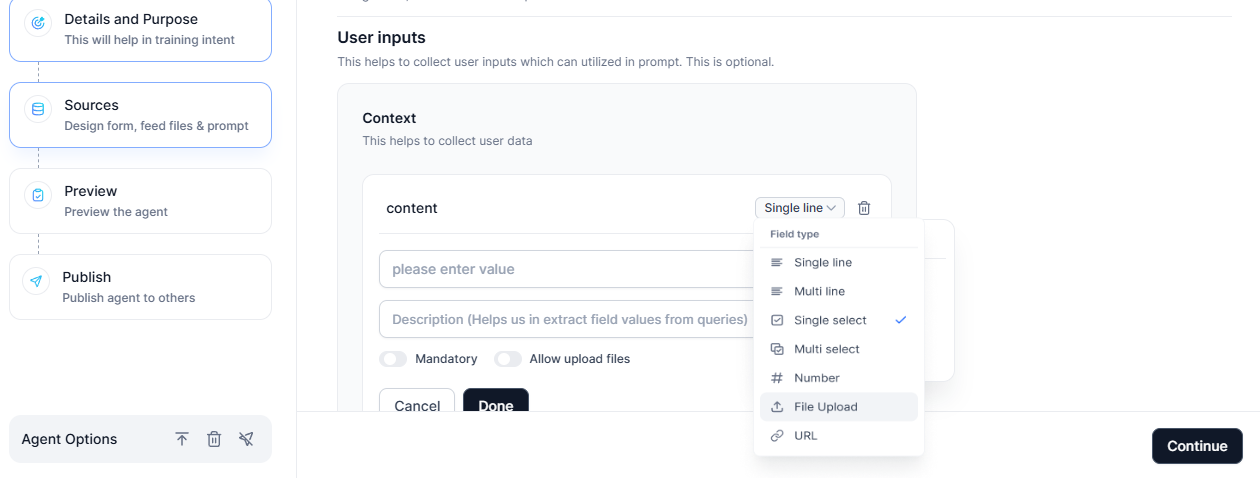 Details and Purpose
This will help in training intent
Sources
Design form, feed files & prompt
Preview
Preview the agent
Publish
Publish agent to others
Agent Options
User inputs
This helps to collect user inputs which can utilized in prompt. This is optional.
Context
This helps to collect user data
content
Single line
please enter value
Description (Helps us in extract field values from queries)
Mandatory
Allow upload files
Cancel
Done
Field type
Single line
Multi line
Single select
Multi select
Number
File Upload
URL
Continue